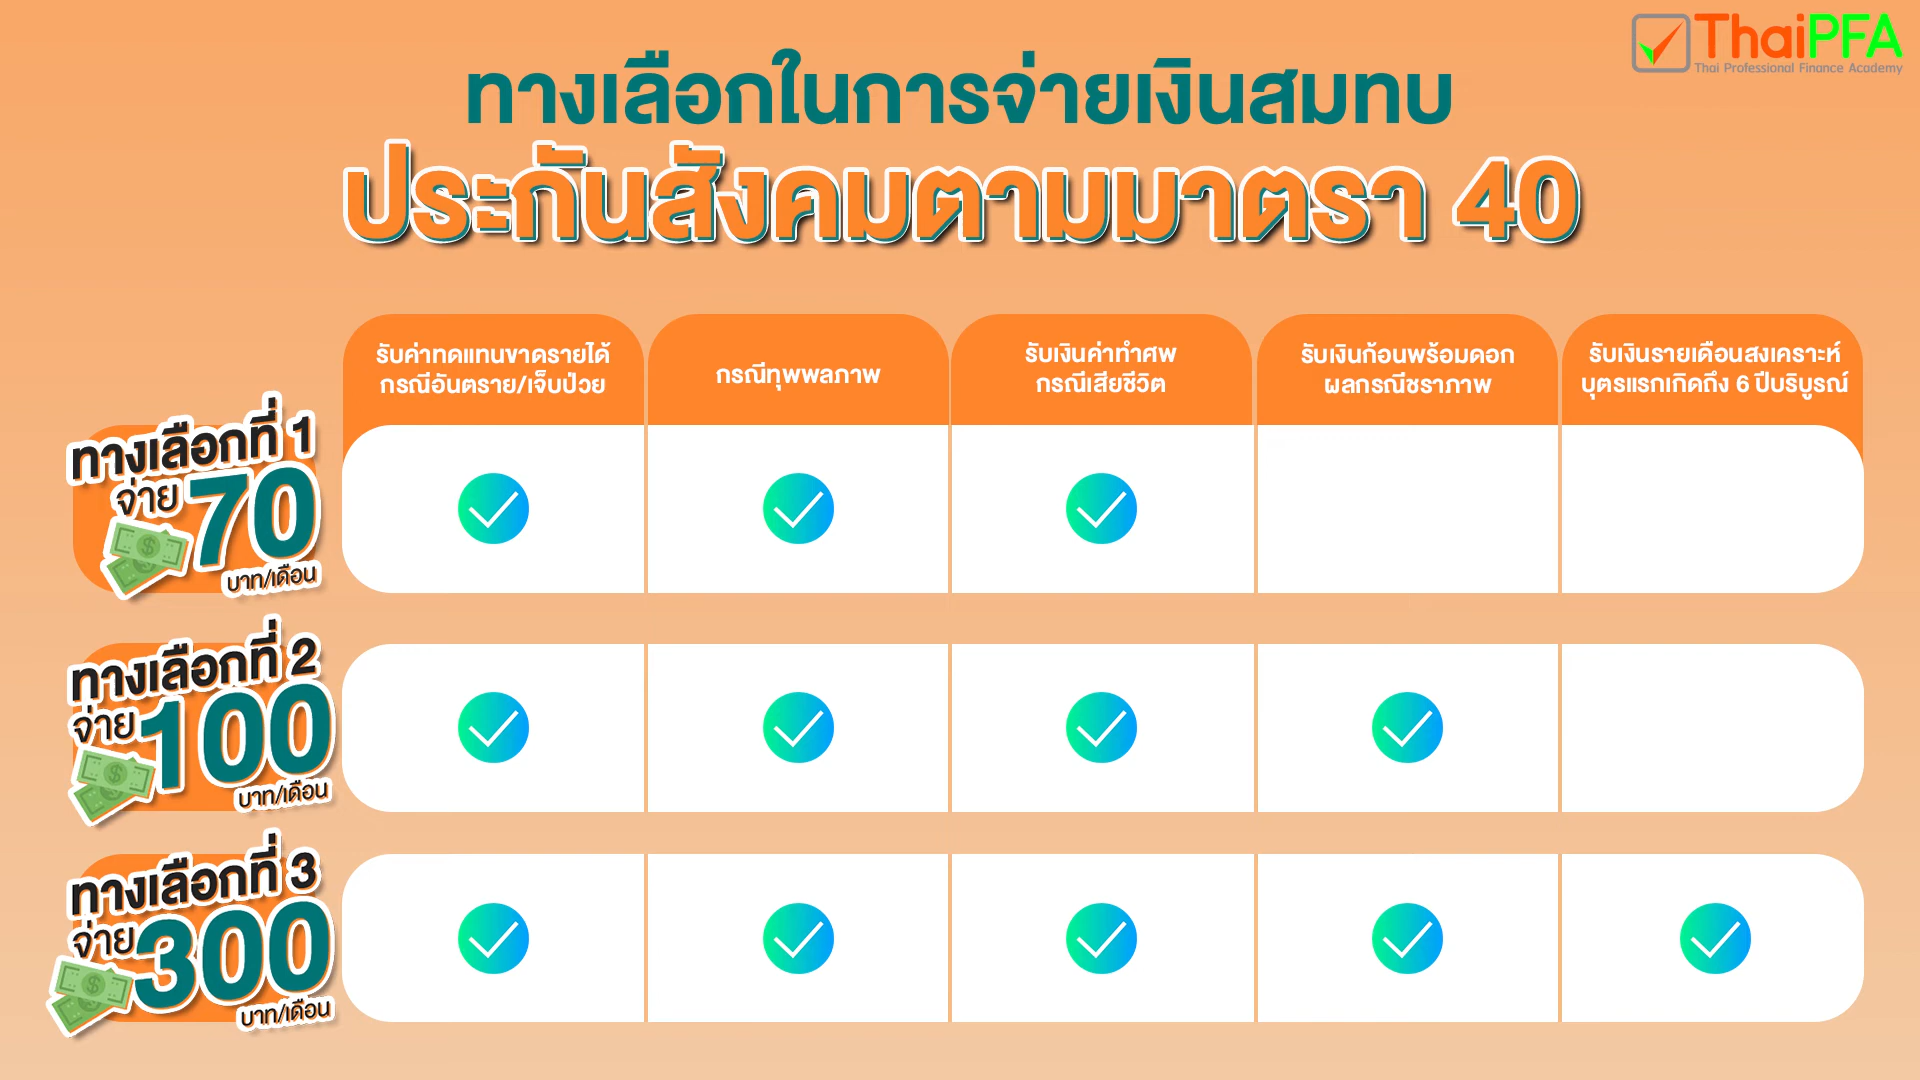 ThaiPFA
Thai Professional Finance Academy
ทางเลือกในการจ่ายเงินสมทบ
ประกันสังคมตามมาตรา 40
รับค่าทดแทนขาดรายได้
กรณีอันตราย/เจ็บป่วย
กรณีทุพพลภาพ
รับเงินค่าทำศพ
กรณีเสียชีวิต
รับเงินก้อนพร้อมดอก
ผลกรณีชราภาพ
รับเงินรายเดือนสงเคราะห์
บุตรแรกเกิดถึง 6 ปีบริบูรณ์
ทางเลือกที่ 1
จ่าย 70
บาท/เดือน
ทางเลือกที่ 2
จ่าย 100
บาท/เดือน
ทางเลือกที่ 3
จ่าย 300
บาท/เดือน